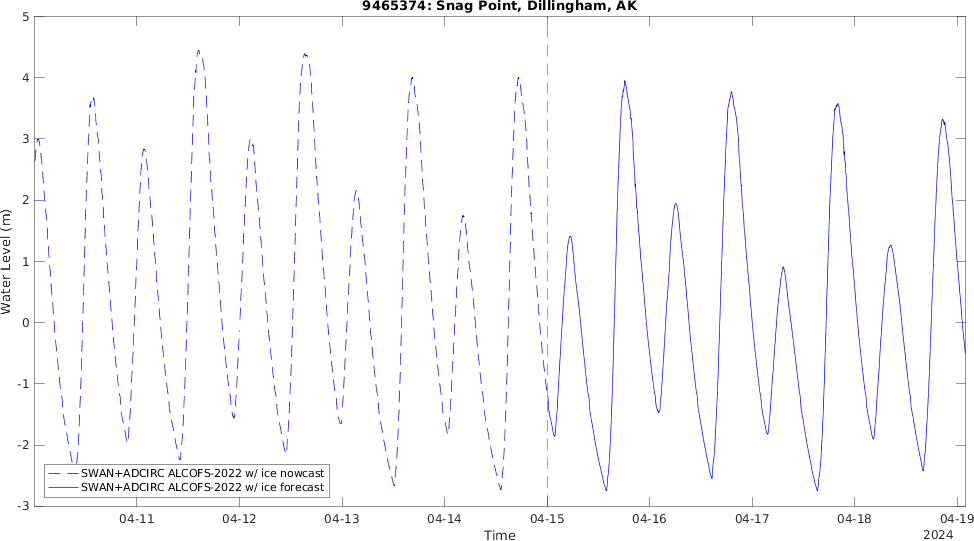 9465374: Snag Point, Dillingham, AK
5
4
3
2
1
0
-1
-2
-3
Water Level (m)
SWAN+ADCIRC ALCOFS-2022 w/ ice nowcast
SWAN+ADCIRC ALCOFS-2022 w/ ice forecast
04-11 04-12 04-13 04-14 04-15 04-16 04-17 04-18 04-19
Time
2024